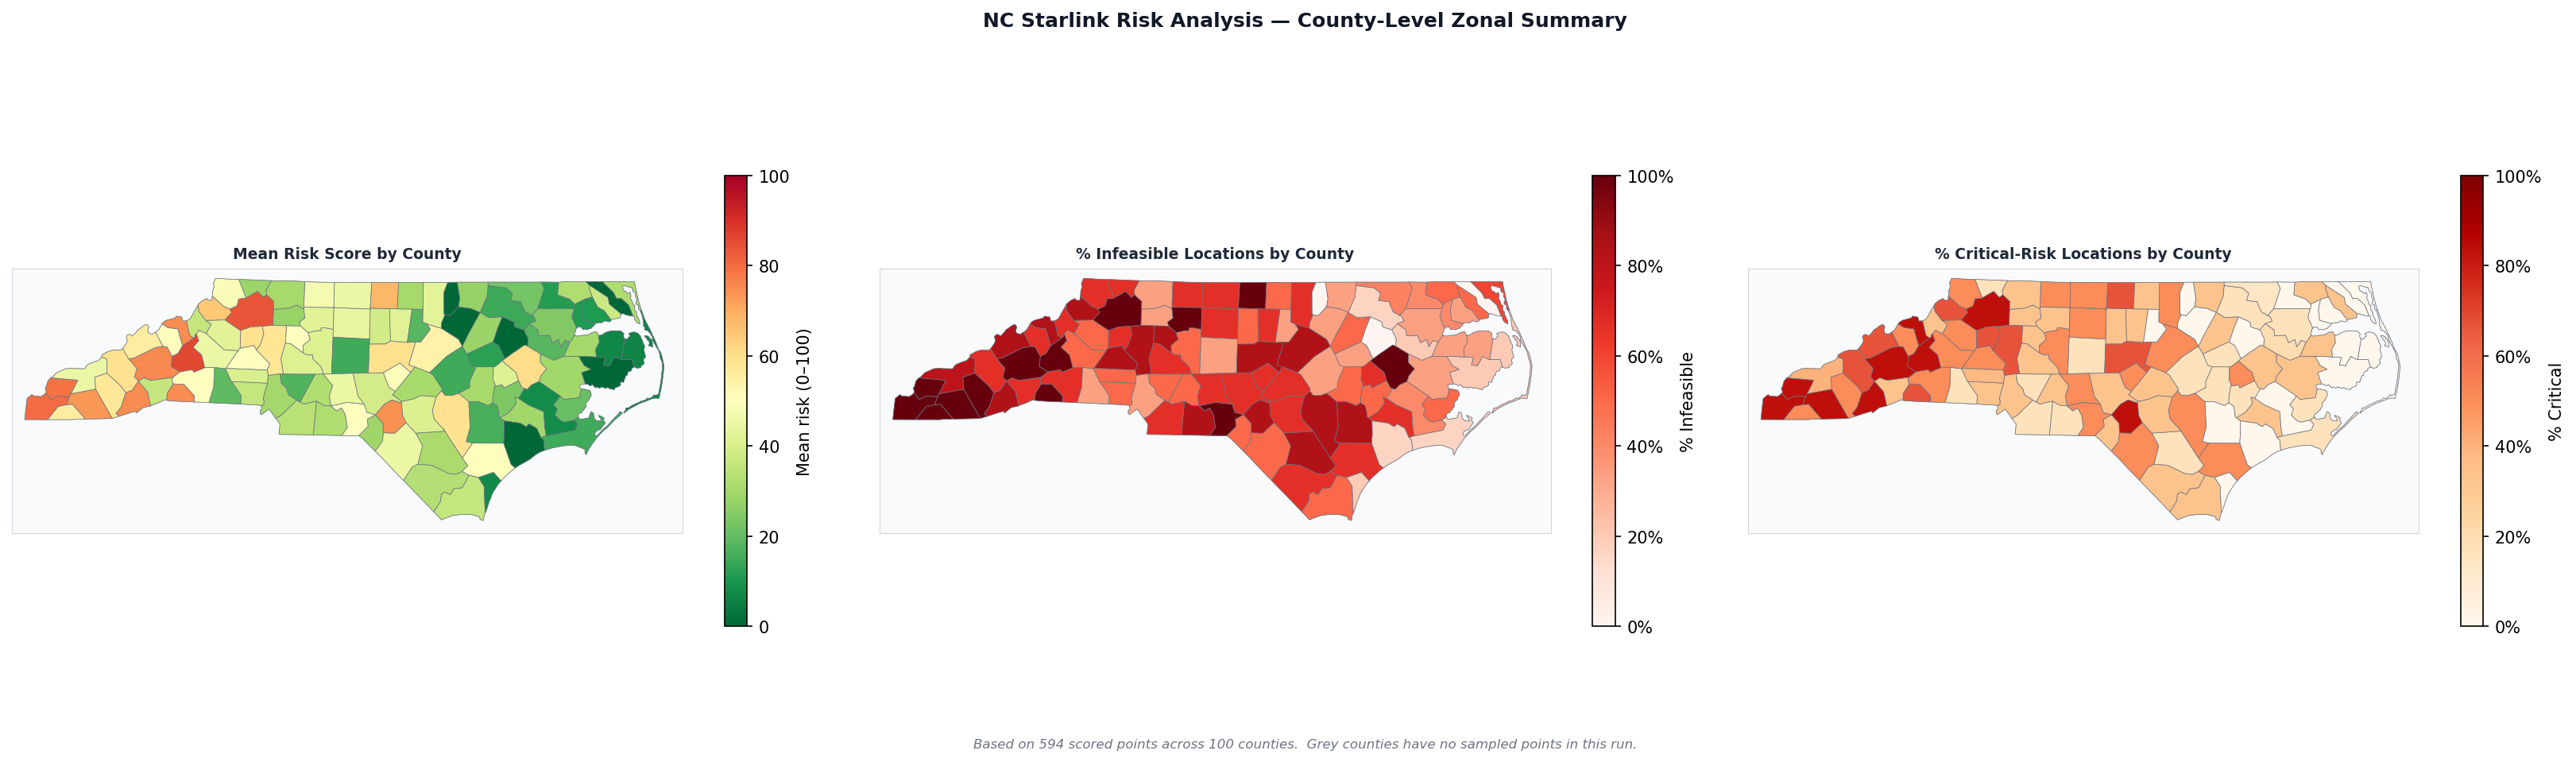 NC Starlink Risk Analysis — County-Level Zonal Summary
Mean Risk Score by County
100
80
60
40
20
0
Mean risk (0–100)
% Infeasible Locations by County
100%
80%
60%
40%
20%
0%
% Infeasible
% Critical-Risk Locations by County
100%
80%
60%
40%
20%
0%
% Critical
Based on 594 scored points across 100 counties.  Grey counties have no sampled points in this run.